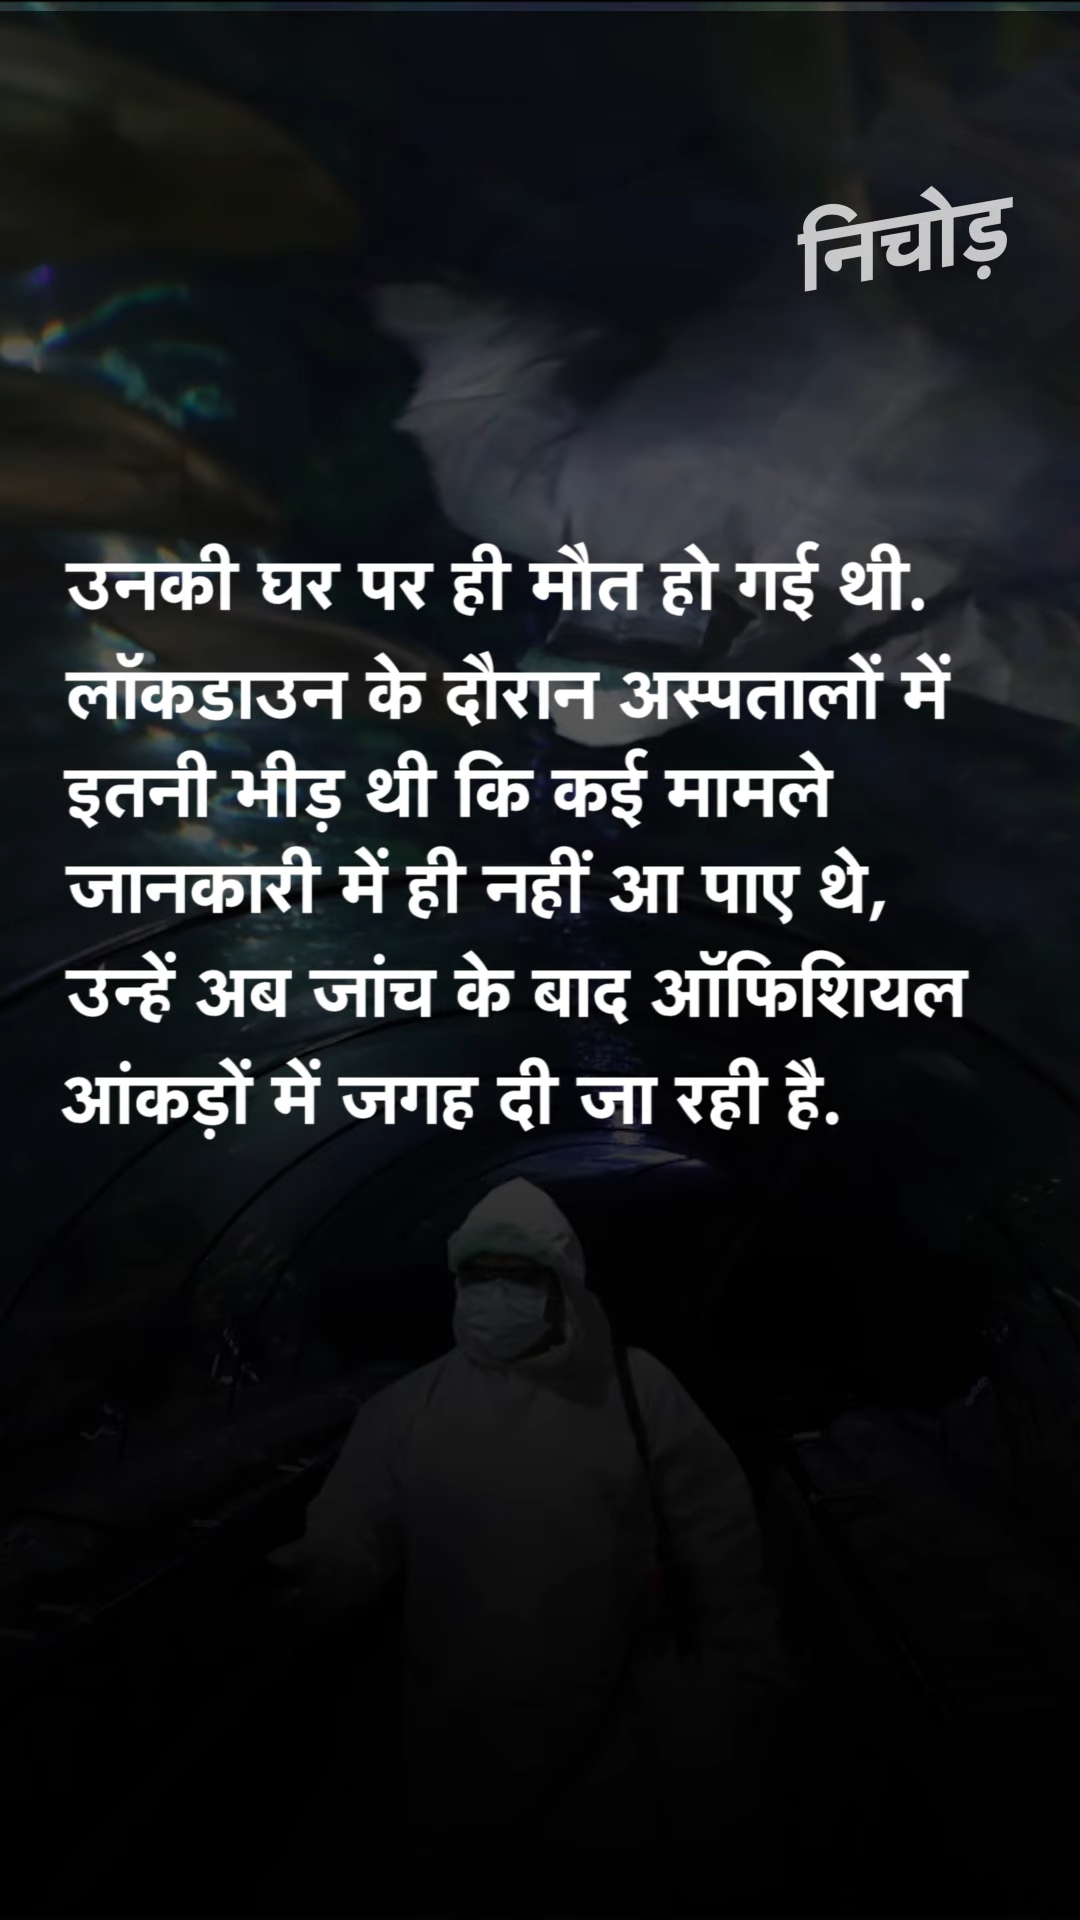 निचोड़
उनकी घर पर ही मौत हो गई थी.
लॉकडाउन के दौरान अस्पतालों में
इतनी भीड़ थी कि कई मामले
जानकारी में ही नहीं आ पाए थे,
उन्हें अब जांच के बाद ऑफिशियल
आंकड़ों में जगह दी जा रही है.